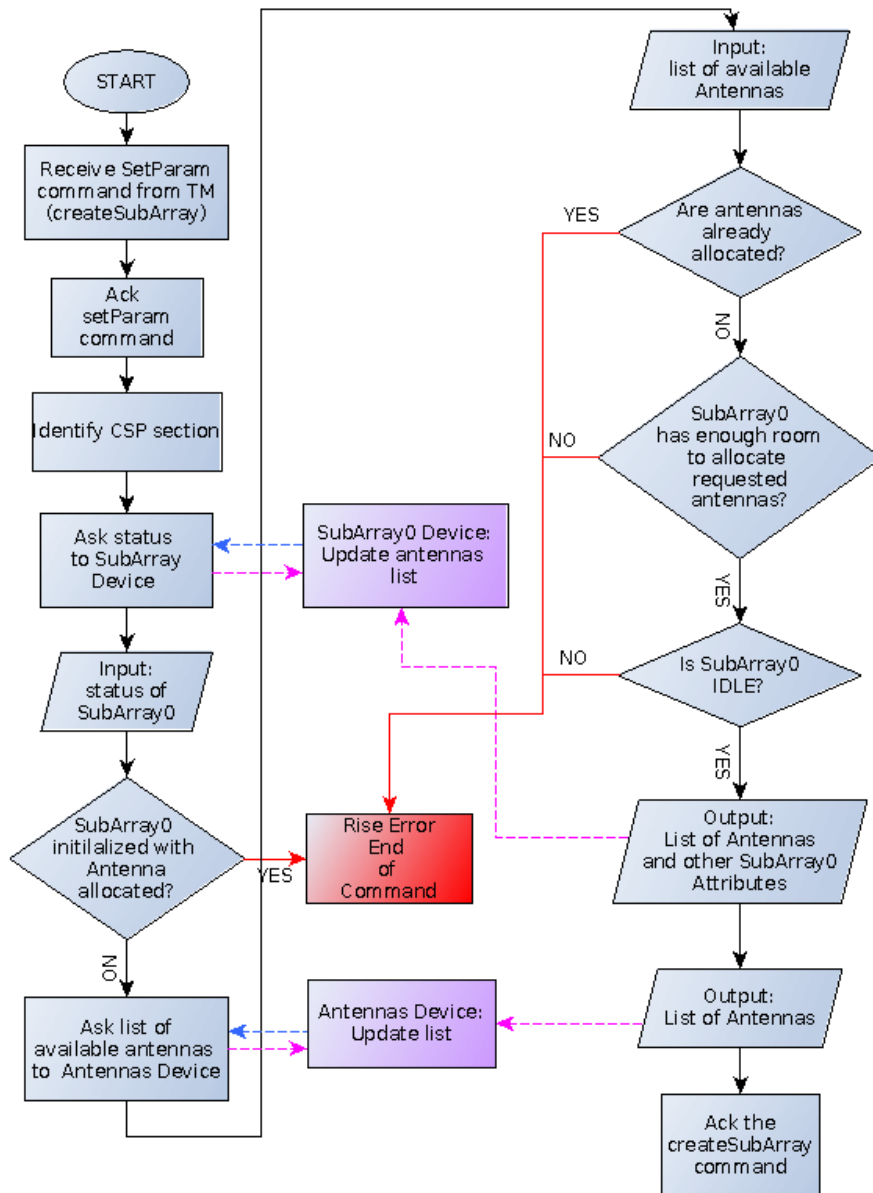 START
Receive SetParam
command from TM
(createSubArray)
Ack
setParam
command
Identify CSP section
Ask status
to SubArray
Device
Input:
status of
SubArray0
SubArray0
initilalized with
Antenna
allocated?
YES
NO
Ask list of
available antennas
to Antennas Device
SubArray0 Device:
Update antennas
list
Rise Error
End
of
Command
Antennas Device:
Update list
Input:
list of available
Antennas
Are antennas
already
allocated?
YES
NO
SubArray0
has enough room
to allocate
requested
antennas?
NO
YES
Is SubArray0
IDLE?
NO
YES
Output:
List of Antennas
and other SubArray0
Attributes
Output:
List of Antennas
Ack the
createSubArray
command